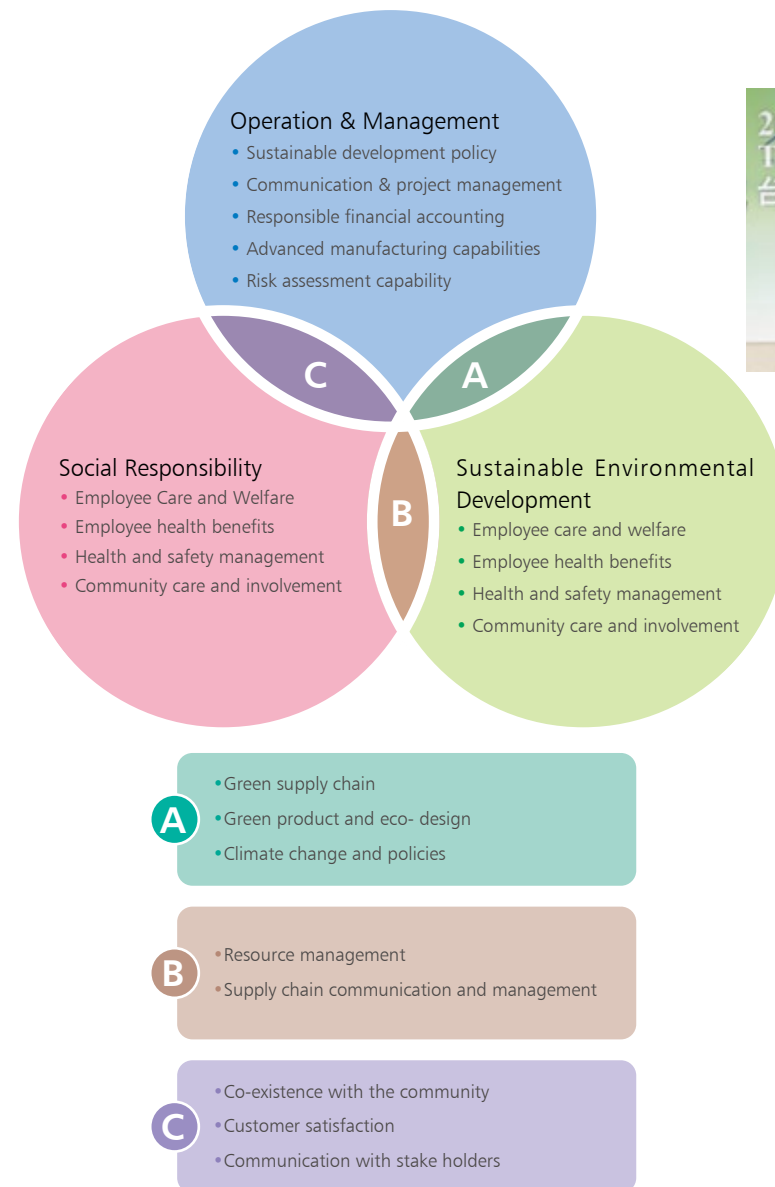 Operation & Management
• Sustainable development policy
• Communication & project management
• Responsible financial accounting
• Advanced manufacturing capabilities
• Risk assessment capability
C
A
Social Responsibility
• Employee Care and Welfare
• Employee health benefits
• Health and safety management
• Community care and involvement
B
Sustainable Environmental
Development
• Employee care and welfare
• Employee health benefits
• Health and safety management
• Community care and involvement
A
•Green supply chain
•Green product and eco- design
•Climate change and policies
B
•Resource management
•Supply chain communication and management
C
•Co-existence with the community
•Customer satisfaction
•Communication with stake holders